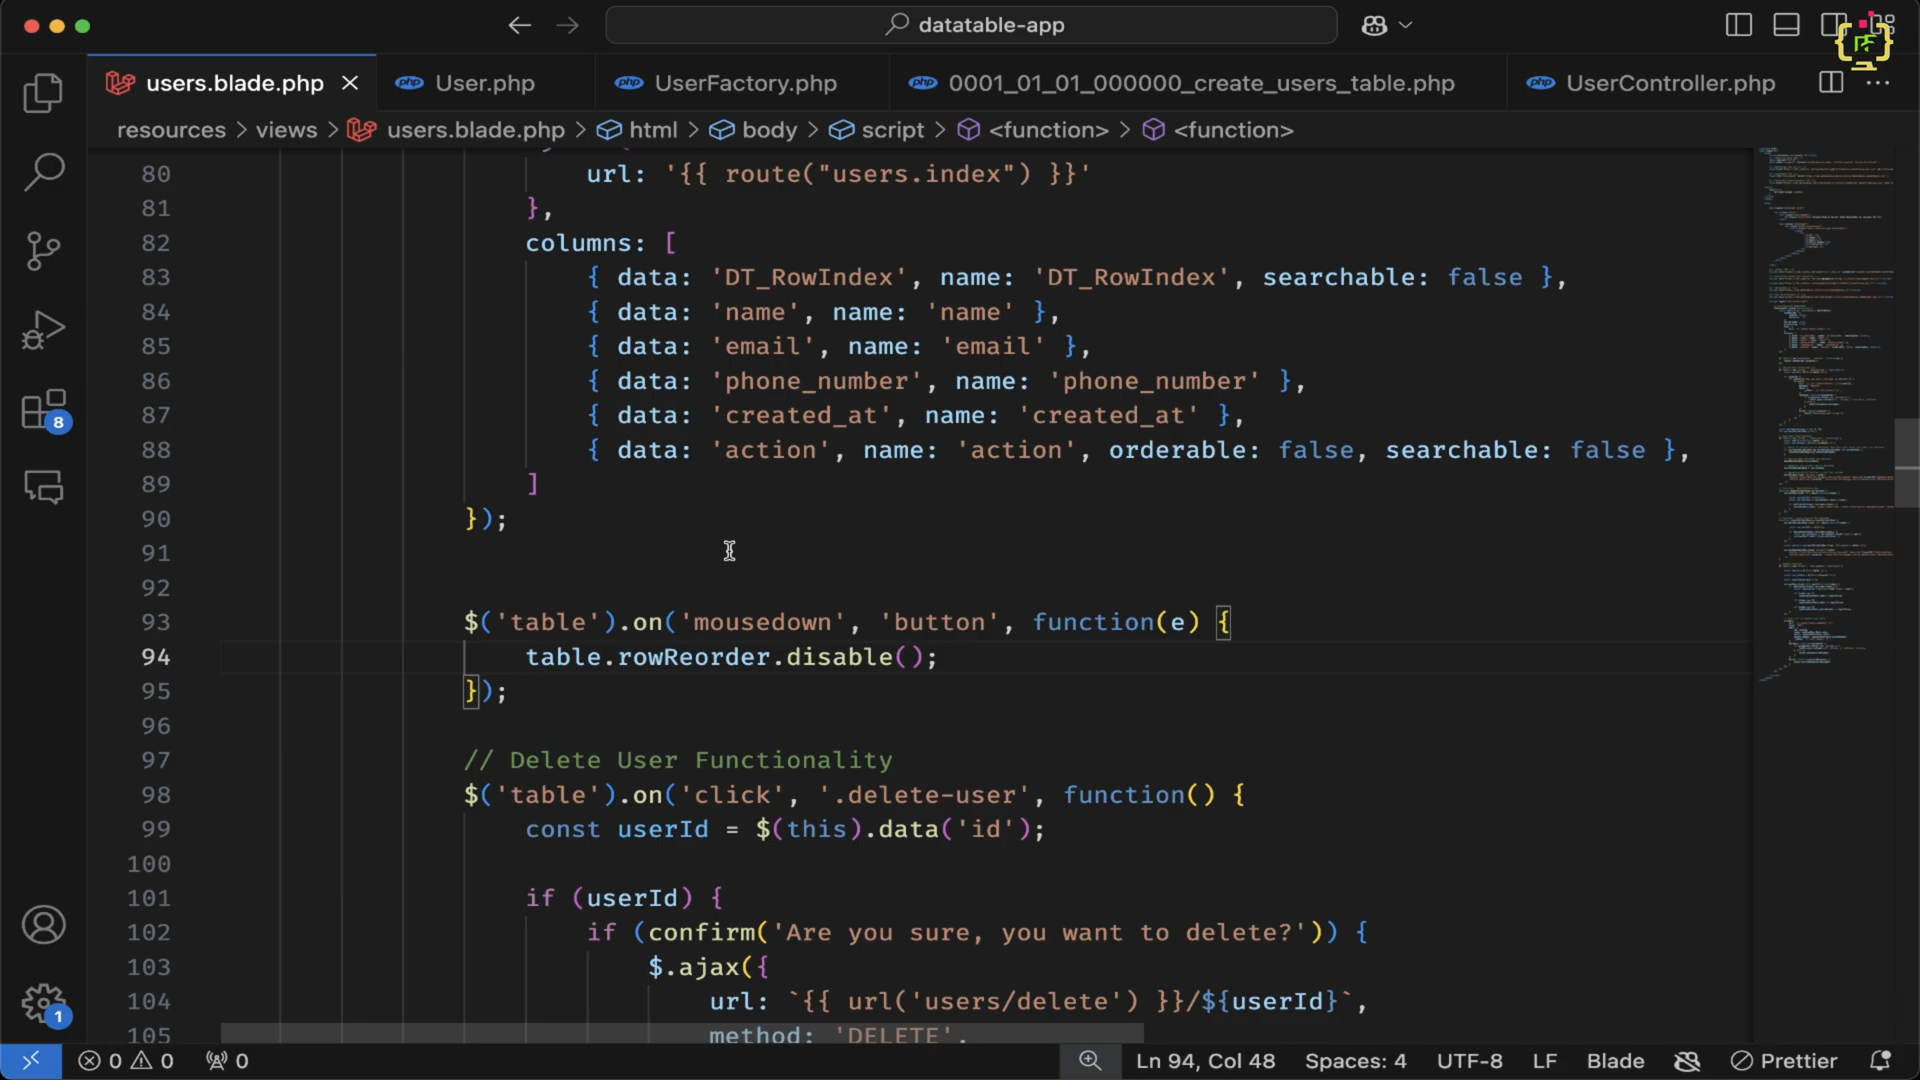 datatable-app
users.blade.php
User.php
UserFactory.php
0001_01_01_000000_create_users_table.php
UserController.php
resources > views > users.blade.php > html > body > script > <function> > <function>
80 url: '{{ route("users.index") }}'
81 },
82 columns: [
83 { data: 'DT_RowIndex', name: 'DT_RowIndex', searchable: false },
84 { data: 'name', name: 'name' },
85 { data: 'email', name: 'email' },
86 { data: 'phone_number', name: 'phone_number' },
87 { data: 'created_at', name: 'created_at' },
88 { data: 'action', name: 'action', orderable: false, searchable: false },
89 ]
90 });
91
92
93 $('table').on('mousedown', 'button', function(e) {
94 table.rowReorder.disable();
95 });
96
97 // Delete User Functionality
98 $('table').on('click', '.delete-user', function() {
99 const userId = $(this).data('id');
100
101 if (userId) {
102 if (confirm('Are you sure, you want to delete?')) {
103 $.ajax({
104 url: `{{ url('users/delete') }}/${userId}`,
105 method: 'DELETE',
8
1
0 0 0
Ln 94, Col 48 Spaces: 4 UTF-8 LF Blade Prettier